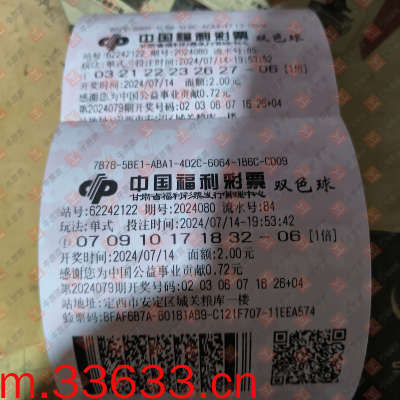 中国福利彩票 双色球
站号:62242122 期号:2024080 流水号:85
玩法:单式 投注时间:2024/07/14-19:53:52
① 03 21 22 23 26 27 - 06 [1倍]
开奖时间:2024/07/14 面额:2.00元
感谢您为中国公益事业贡献0.72元
第2024079期开奖号码:02 03 06 07 16 26+04
7B7B-5BE1-ABA1-4D2C-6064-1B6C-CD09
中国福利彩票 双色球
甘肃省福利彩票发行管理中心
站号:62242122 期号:2024080 流水号:84
玩法:单式 投注时间:2024/07/14-19:53:42
① 07 09 10 17 18 32 - 06 [1倍]
开奖时间:2024/07/14 面额:2.00元
感谢您为中国公益事业贡献0.72元
第2024079期开奖号码:02 03 06 07 16 26+04
站地址:定西市安定区城关粮库一楼
m.33633.cn